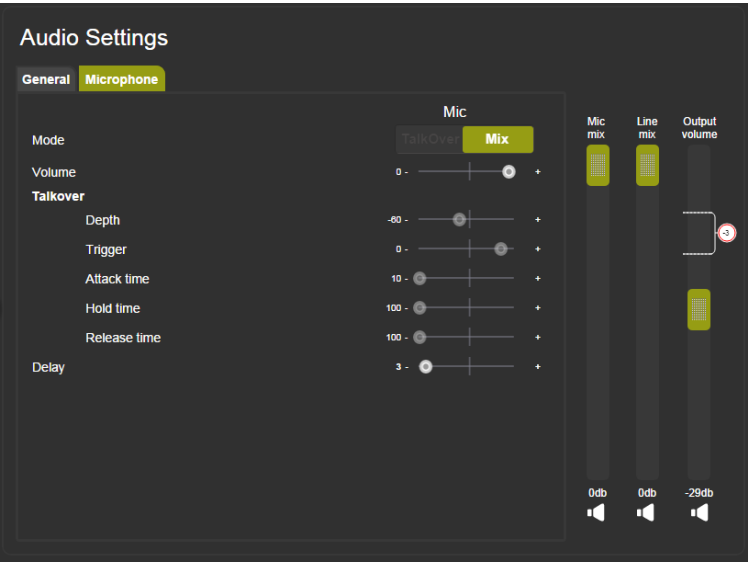 Audio Settings
General Microphone
Mic
Mode TalkOver Mix
Volume 0 - +
Talkover
Depth -60 - +
Trigger 0 - +
Attack time 10 - +
Hold time 100 - +
Release time 100 - +
Delay 3 - +
Mic mix
Line mix
Output volume
-3
0db 0db -29db